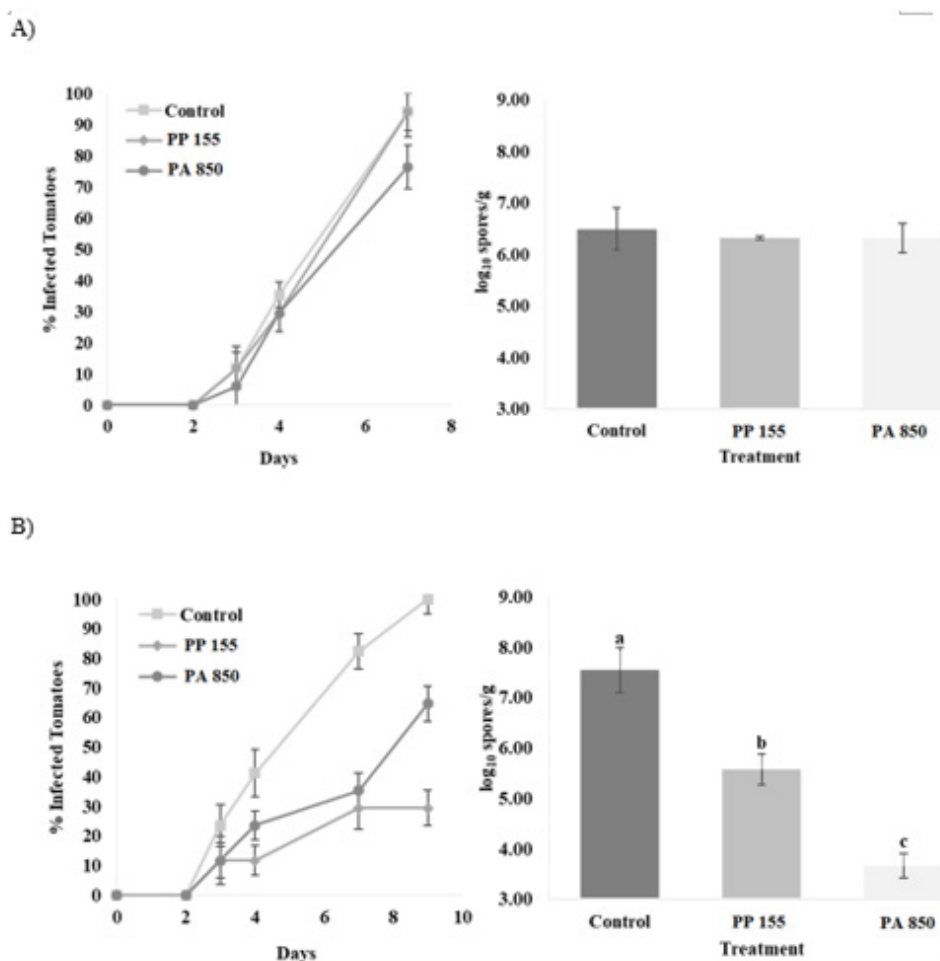 A)
100
90
80
70
60
50
40
30
20
10
0
% Infected Tomatoes
Control
PP 155
PA 850
0 2 4 6 8
Days
9.00
8.00
7.00
6.00
5.00
4.00
3.00
log₁₀ spores/g
Control PP 155 PA 850
Treatment
B)
100
90
80
70
60
50
40
30
20
10
0
% Infected Tomatoes
Control
PP 155
PA 850
0 2 4 6 8 10
Days
9.00
8.00
7.00
6.00
5.00
4.00
3.00
log₁₀ spores/g
a
b
c
Control PP 155 PA 850
Treatment